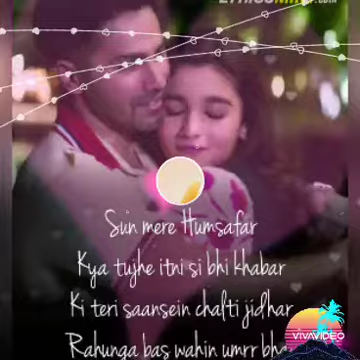 Sun mere Humsafar
Kya tujhe itni si bhi khabar
Ki teri saansein chalti jidhar
Rahunga bas wahin umrr bhar
VIVAVIDEO